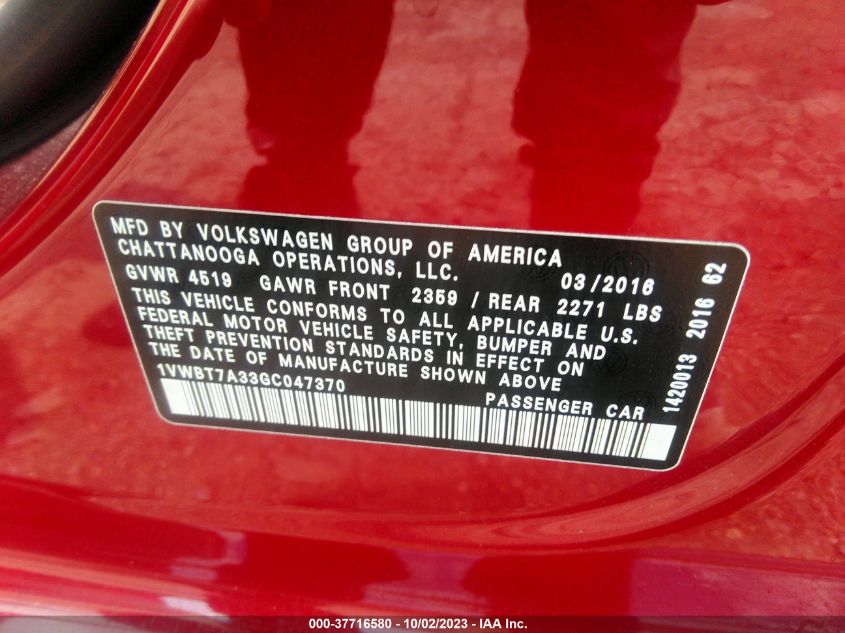 MFD BY VOLKSWAGEN GROUP OF AMERICA
CHATTANOOGA OPERATIONS, LLC. 03/2016
GVWR 4519 GAWR FRONT 2359 / REAR 2271 LBS
THIS VEHICLE CONFORMS TO ALL APPLICABLE U.S.
FEDERAL MOTOR VEHICLE SAFETY, BUMPER AND
THEFT PREVENTION STANDARDS IN EFFECT ON
THE DATE OF MANUFACTURE SHOWN ABOVE
1VWBT7A33GC047370 PASSENGER CAR
1420013 2016 62
000-37716580 - 10/02/2023 - IAA Inc.